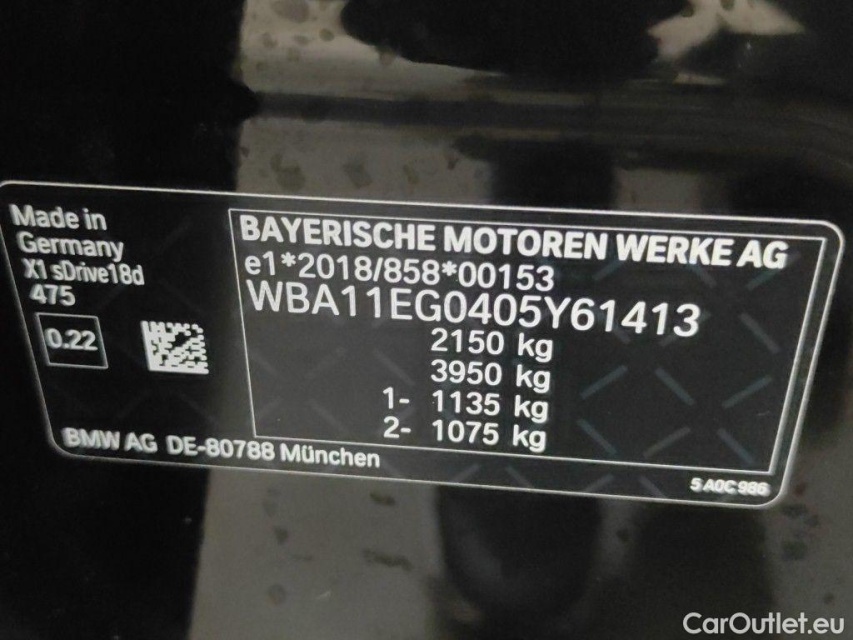 Made in
Germany
X1 sDrive18d
475
0.22
BAYERISCHE MOTOREN WERKE AG
e1*2018/858*00153
WBA11EG0405Y61413
2150 kg
3950 kg
1- 1135 kg
2- 1075 kg
BMW AG DE-80788 München
5 A0C 986
CarOutlet.eu